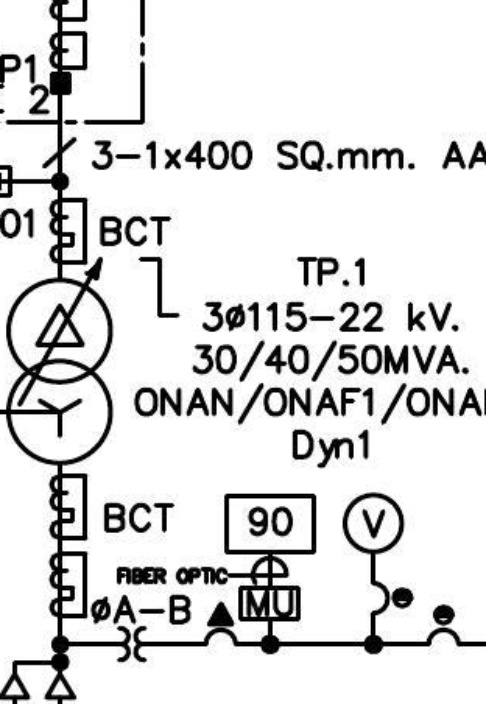 P1
2
3-1x400 SQ.mm. AA
01
BCT
TP.1
3ø115-22 kV.
30/40/50MVA.
ONAN/ONAF1/ONA
Dyn1
BCT
90
V
FIBER OPTIC
MU
øA-B